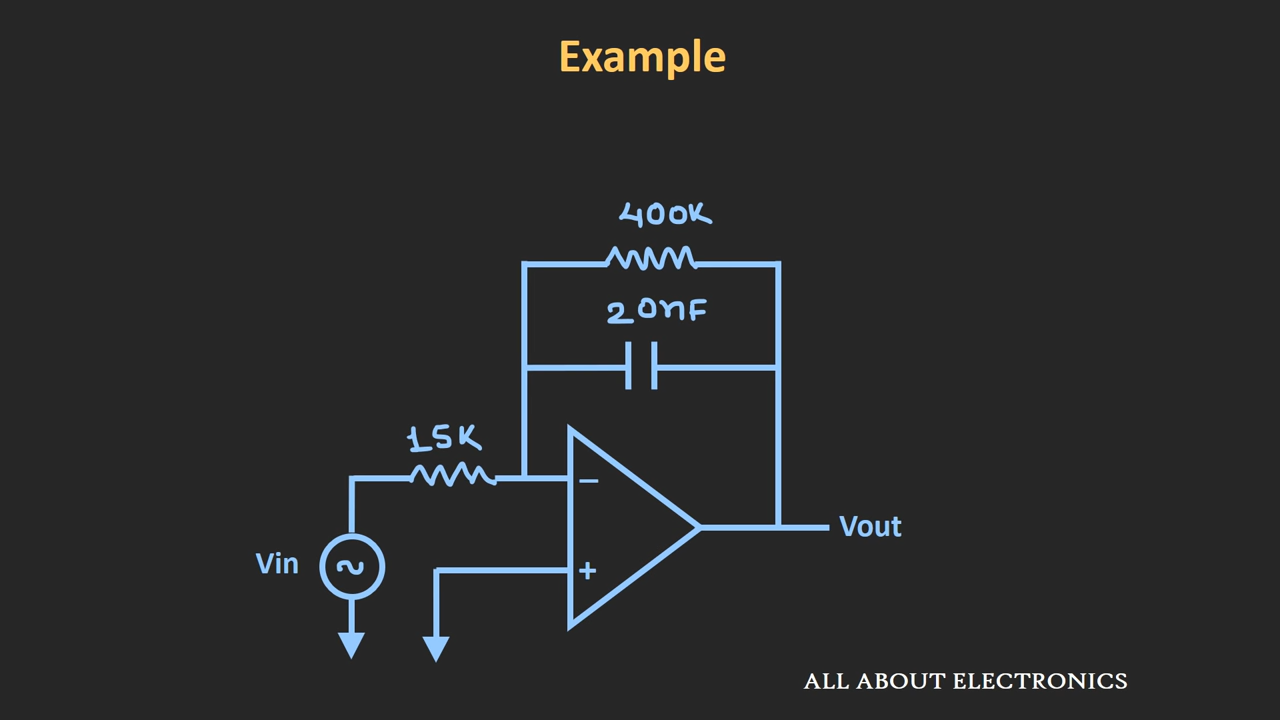 Example
400K
20nF
15K
−
Vin
~
+
Vout
ALL ABOUT ELECTRONICS